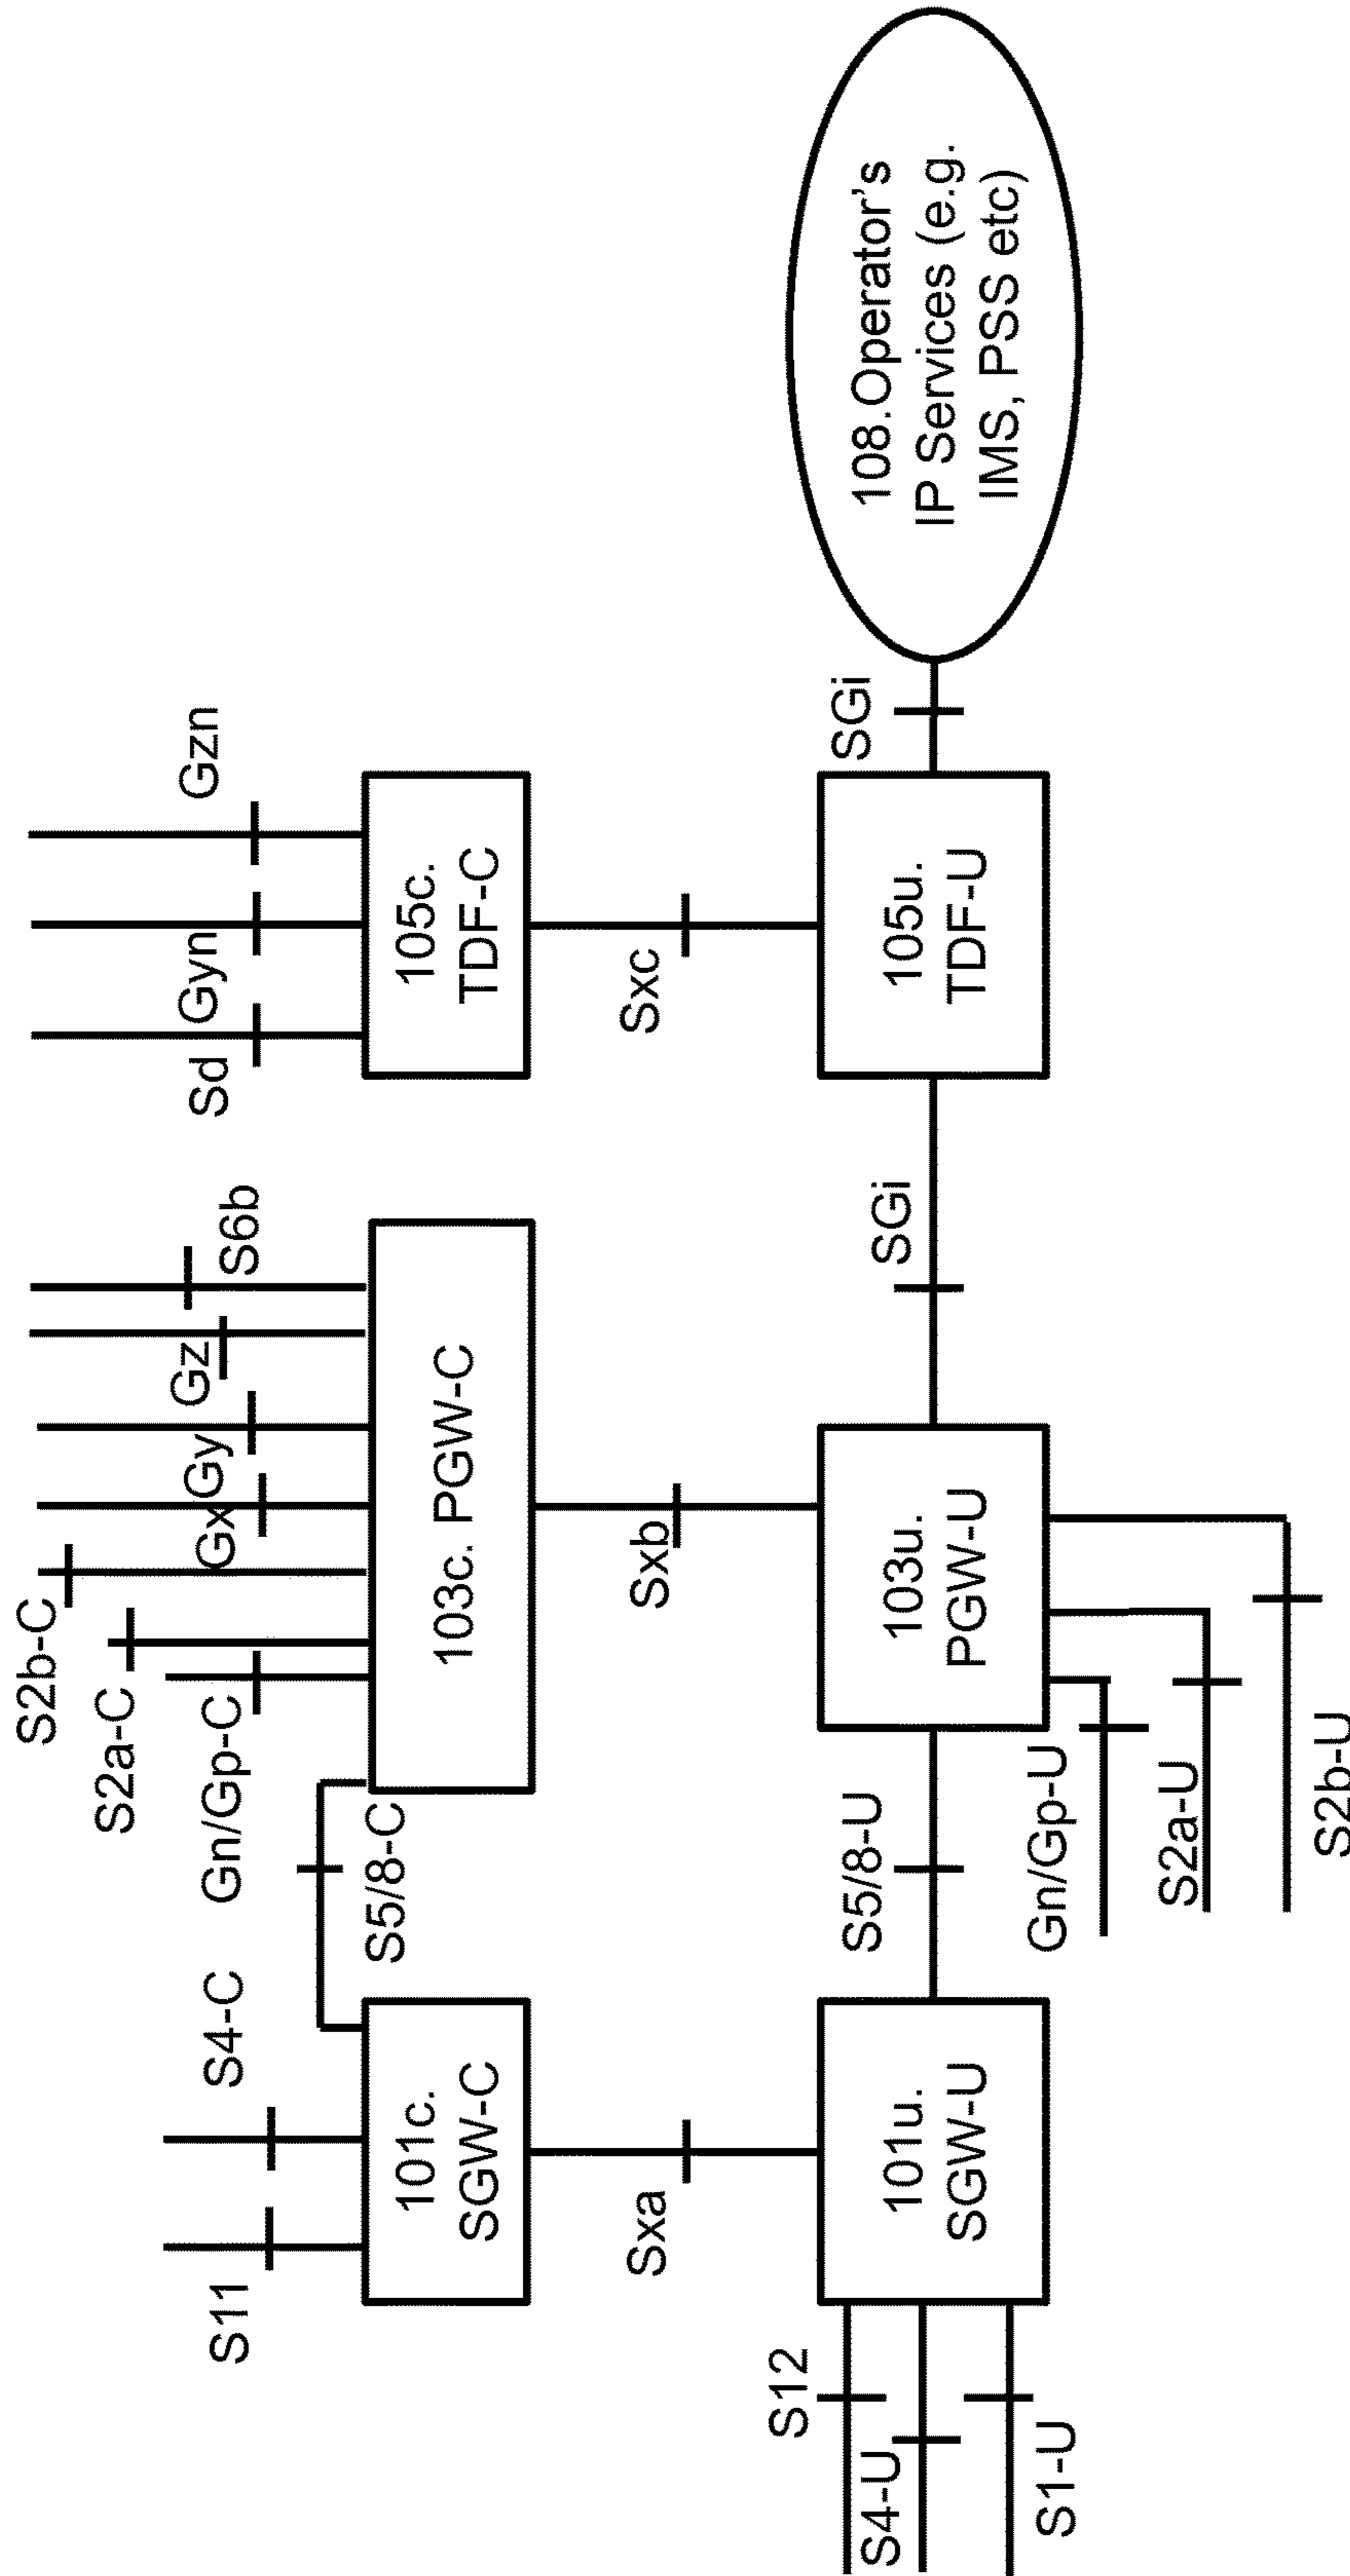 S2b-C
S2a-C
Gn/Gp-C
Gx
Gy
Gz
S6b
Sd
Gyn
Gzn
S11
S4-C
S5/8-C
101c.
SGW-C
103c. PGW-C
105c.
TDF-C
Sxa
Sxb
Sxc
S12
S4-U
S1-U
101u.
SGW-U
S5/8-U
103u.
PGW-U
SGi
105u.
TDF-U
SGi
108.Operator's
IP Services (e.g.
IMS, PSS etc)
Gn/Gp-U
S2a-U
S2b-U